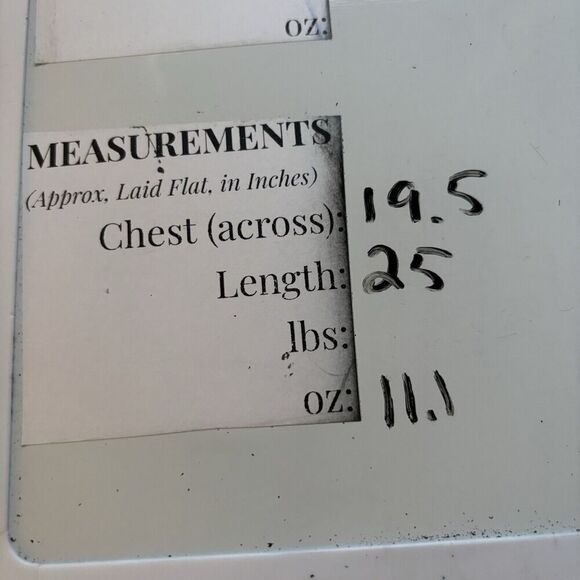 oz:
MEASUREMENTS
(Approx, Laid Flat, in Inches)
Chest (across): 19.5
Length: 25
lbs:
oz: 11.1